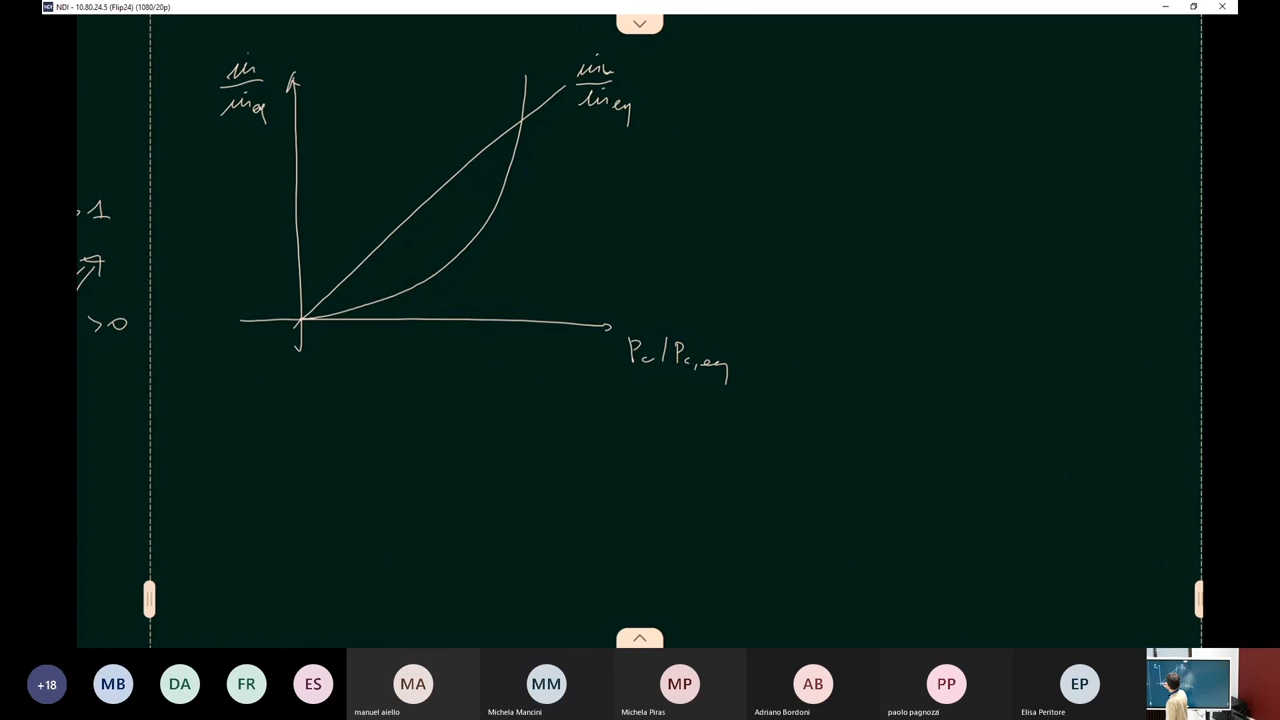 NDI - 10.80.24.5 (Flip24) (1080/20p)
ṁ
ṁeq
ṁeq
> 1
>0
Pc/Pc,eq
+18
MB
DA
FR
ES
MA
manuel aiello
MM
Michela Mancini
MP
Michela Piras
AB
Adriano Bordoni
PP
paolo pagnozzi
EP
Elisa Peritore